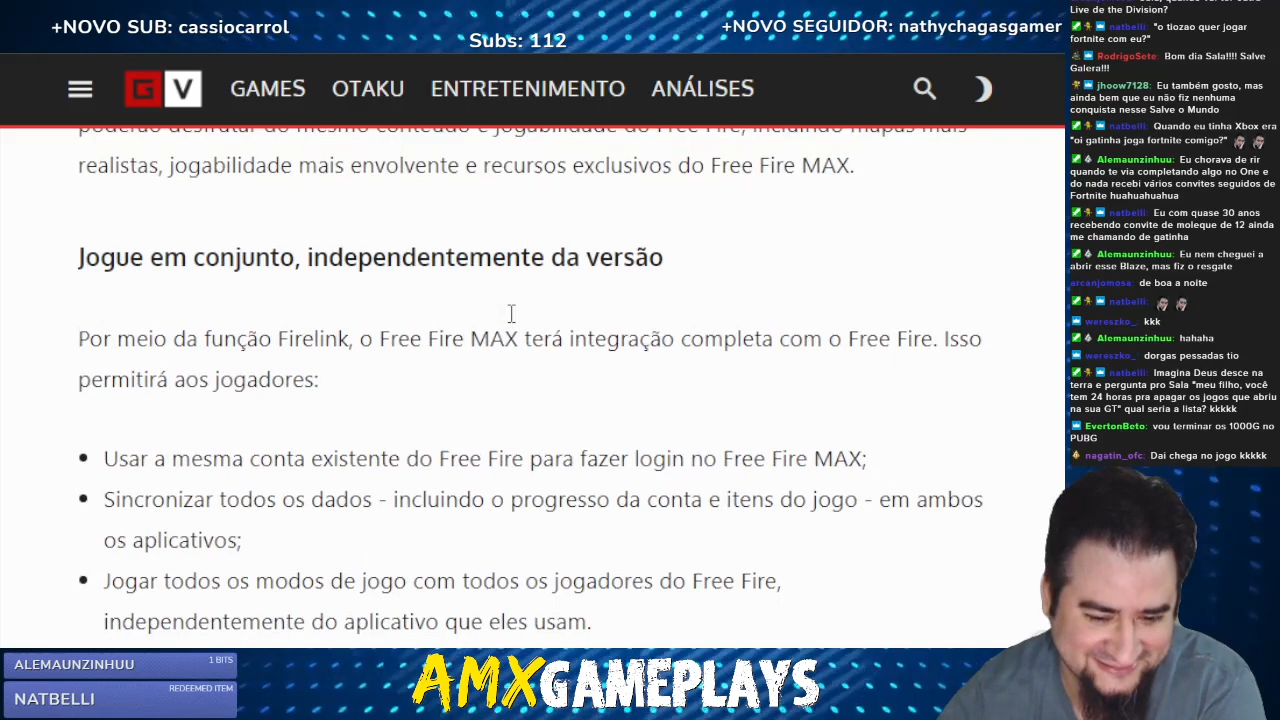 +NOVO SUB: cassiocarrol
Subs: 112
+NOVO SEGUIDOR: nathychagasgamer
G V
GAMES
OTAKU
ENTRETENIMENTO
ANÁLISES
realistas, jogabilidade mais envolvente e recursos exclusivos do Free Fire MAX.
Jogue em conjunto, independentemente da versão
Por meio da função Firelink, o Free Fire MAX terá integração completa com o Free Fire. Isso
permitirá aos jogadores:
Usar a mesma conta existente do Free Fire para fazer login no Free Fire MAX;
Sincronizar todos os dados - incluindo o progresso da conta e itens do jogo - em ambos
os aplicativos;
Jogar todos os modos de jogo com todos os jogadores do Free Fire,
independentemente do aplicativo que eles usam.
Live de the Division?
natbelli: "o tiozao quer jogar
fortnite com eu?"
RodrigoSete: Bom dia Sala!!!! Salve
Galera!!!
jhoow7128: Eu também gosto, mas
ainda bem que eu não fiz nenhuma
conquista nesse Salve o Mundo
natbelli: Quando eu tinha Xbox era
"oi gatinha joga fortnite comigo?"
Alemaunzinhuu: Eu chorava de rir
quando te via completando algo no One e
do nada recebi vários convites seguidos de
Fortnite huahuahuahua
natbelli: Eu com quase 30 anos
recebendo convite de moleque de 12 ainda
me chamando de gatinha
Alemaunzinhuu: Eu nem cheguei a
abrir esse Blaze, mas fiz o resgate
arcanjomosa: de boa a noite
natbelli:
wereszko_: kkk
Alemaunzinhuu: hahaha
wereszko_: dorgas pessadas tio
natbelli: Imagina Deus desce na
terra e pergunta pro Sala "meu filho, você
tem 24 horas pra apagar os jogos que abriu
na sua GT" qual seria a lista? kkkkk
EvertonBeto: vou terminar os 1000G no
PUBG
nagatin_ofc: Dai chega no jogo kkkkk
ALEMAUNZINHUU
1 BITS
NATBELLI
REDEEMED ITEM
AMXGAMEPLAYS